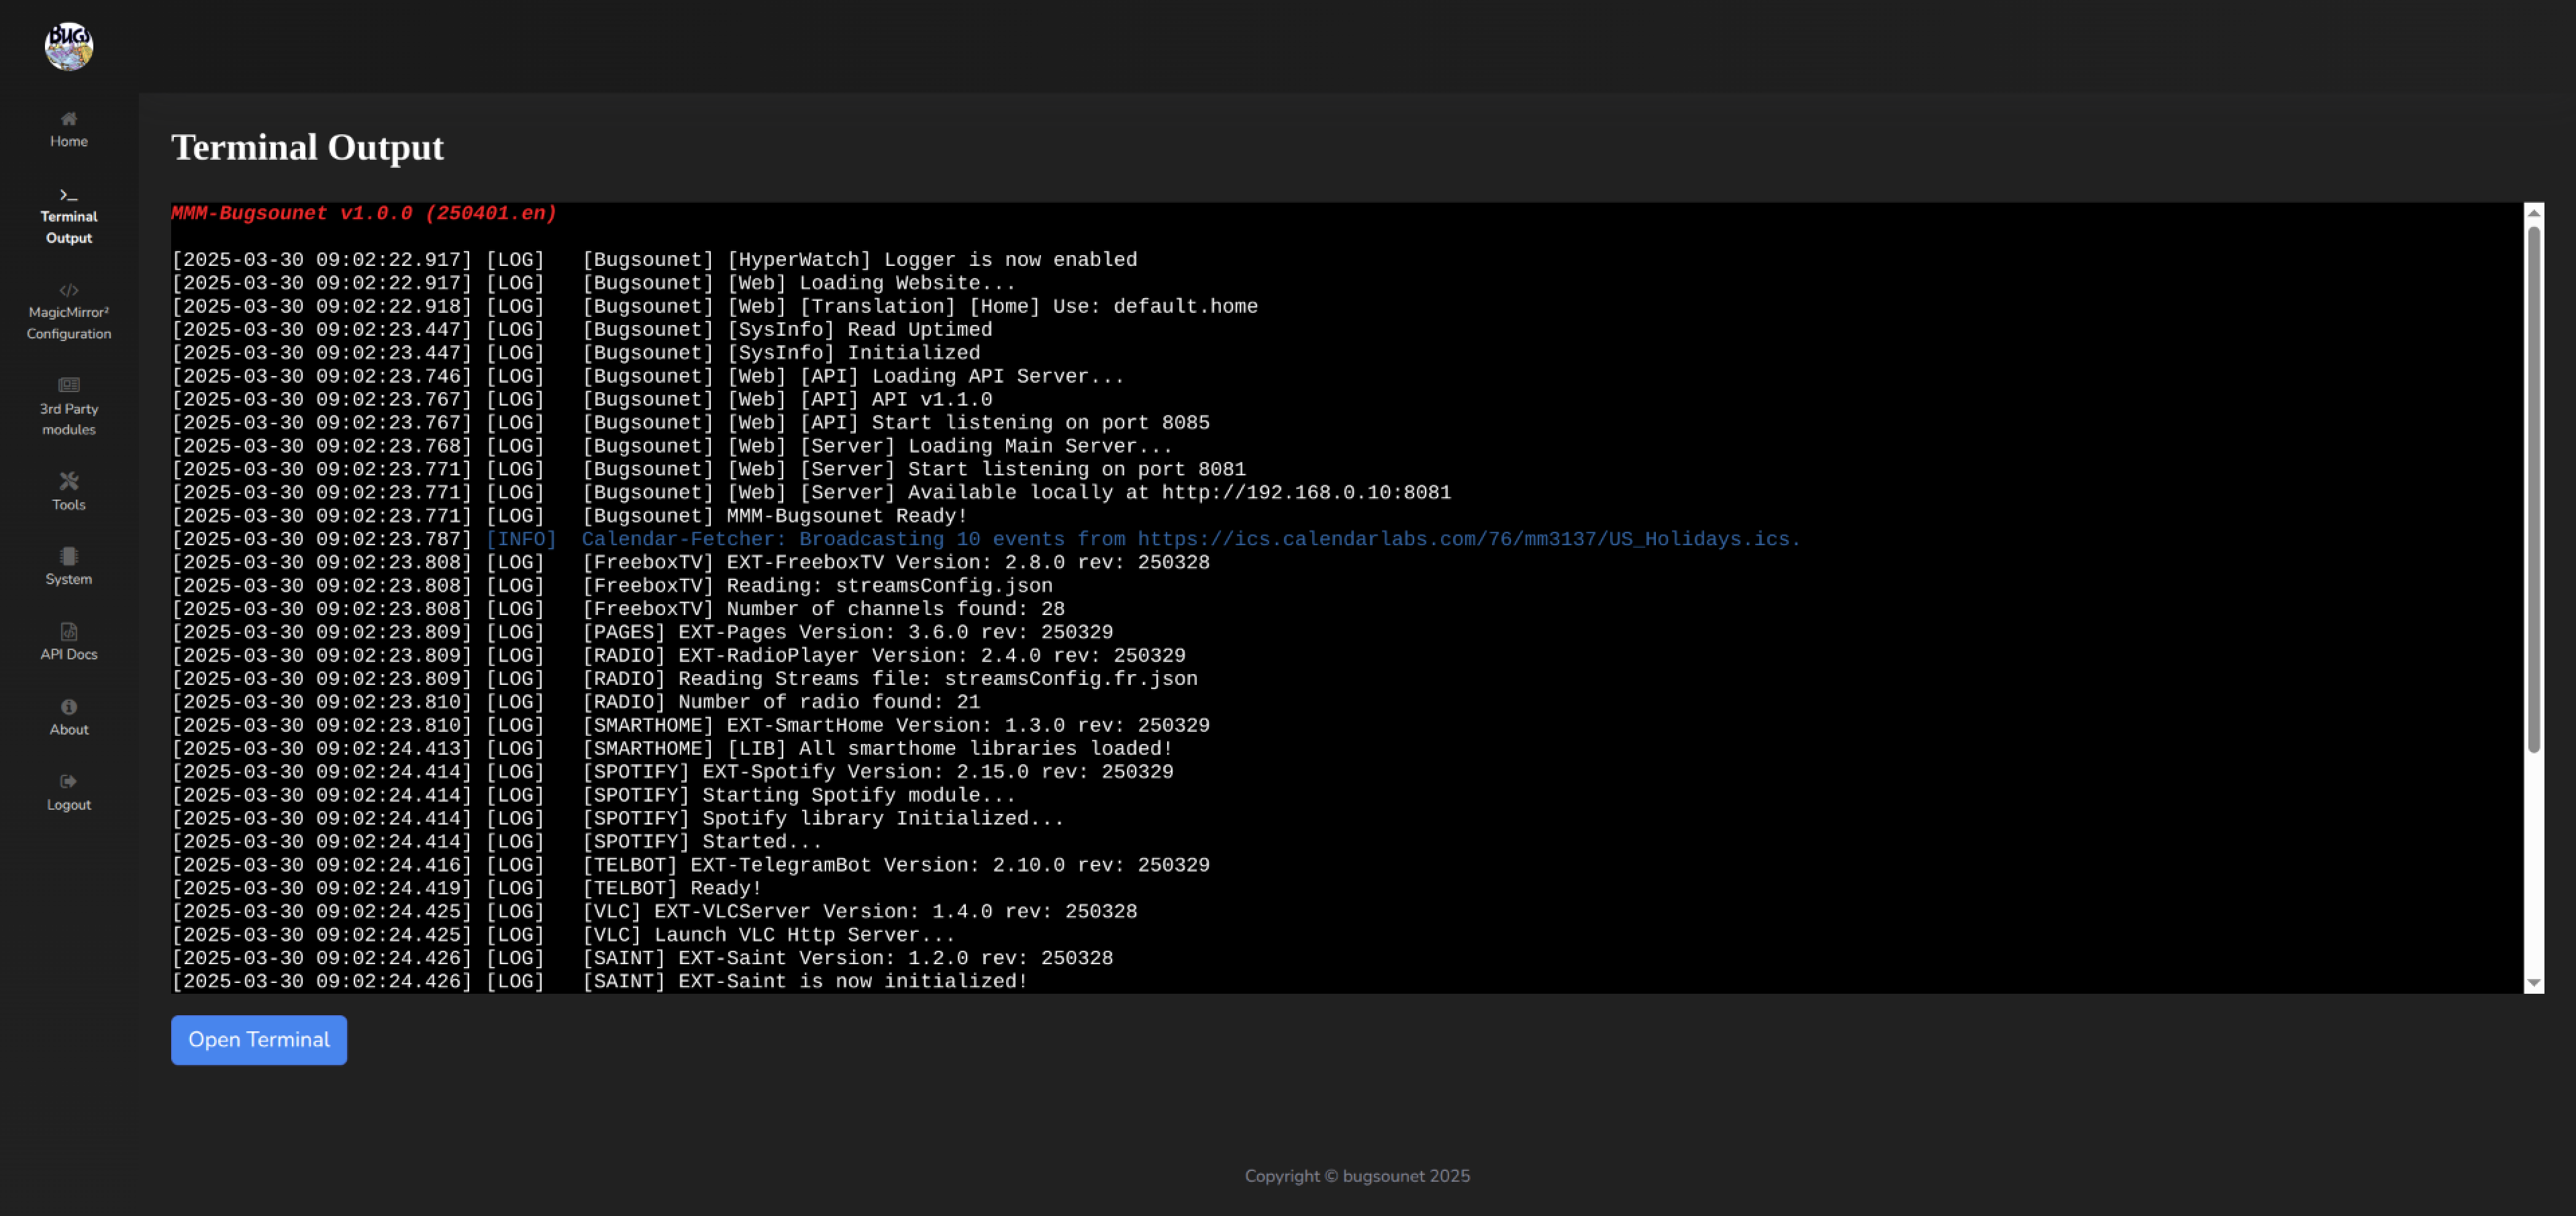 BUGS
Home
Terminal
Output
MagicMirror²
Configuration
3rd Party
modules
Tools
System
API Docs
About
Logout
Terminal Output
MMM-Bugsounet v1.0.0 (250401.en)
[2025-03-30 09:02:22.917] [LOG]   [Bugsounet] [HyperWatch] Logger is now enabled
[2025-03-30 09:02:22.917] [LOG]   [Bugsounet] [Web] Loading Website...
[2025-03-30 09:02:22.918] [LOG]   [Bugsounet] [Web] [Translation] [Home] Use: default.home
[2025-03-30 09:02:23.447] [LOG]   [Bugsounet] [SysInfo] Read Uptimed
[2025-03-30 09:02:23.447] [LOG]   [Bugsounet] [SysInfo] Initialized
[2025-03-30 09:02:23.746] [LOG]   [Bugsounet] [Web] [API] Loading API Server...
[2025-03-30 09:02:23.767] [LOG]   [Bugsounet] [Web] [API] API v1.1.0
[2025-03-30 09:02:23.767] [LOG]   [Bugsounet] [Web] [API] Start listening on port 8085
[2025-03-30 09:02:23.768] [LOG]   [Bugsounet] [Web] [Server] Loading Main Server...
[2025-03-30 09:02:23.771] [LOG]   [Bugsounet] [Web] [Server] Start listening on port 8081
[2025-03-30 09:02:23.771] [LOG]   [Bugsounet] [Web] [Server] Available locally at http://192.168.0.10:8081
[2025-03-30 09:02:23.771] [LOG]   [Bugsounet] MMM-Bugsounet Ready!
[2025-03-30 09:02:23.787] [INFO]  Calendar-Fetcher: Broadcasting 10 events from https://ics.calendarlabs.com/76/mm3137/US_Holidays.ics.
[2025-03-30 09:02:23.808] [LOG]   [FreeboxTV] EXT-FreeboxTV Version: 2.8.0 rev: 250328
[2025-03-30 09:02:23.808] [LOG]   [FreeboxTV] Reading: streamsConfig.json
[2025-03-30 09:02:23.808] [LOG]   [FreeboxTV] Number of channels found: 28
[2025-03-30 09:02:23.809] [LOG]   [PAGES] EXT-Pages Version: 3.6.0 rev: 250329
[2025-03-30 09:02:23.809] [LOG]   [RADIO] EXT-RadioPlayer Version: 2.4.0 rev: 250329
[2025-03-30 09:02:23.809] [LOG]   [RADIO] Reading Streams file: streamsConfig.fr.json
[2025-03-30 09:02:23.810] [LOG]   [RADIO] Number of radio found: 21
[2025-03-30 09:02:23.810] [LOG]   [SMARTHOME] EXT-SmartHome Version: 1.3.0 rev: 250329
[2025-03-30 09:02:24.413] [LOG]   [SMARTHOME] [LIB] All smarthome libraries loaded!
[2025-03-30 09:02:24.414] [LOG]   [SPOTIFY] EXT-Spotify Version: 2.15.0 rev: 250329
[2025-03-30 09:02:24.414] [LOG]   [SPOTIFY] Starting Spotify module...
[2025-03-30 09:02:24.414] [LOG]   [SPOTIFY] Spotify library Initialized...
[2025-03-30 09:02:24.414] [LOG]   [SPOTIFY] Started...
[2025-03-30 09:02:24.416] [LOG]   [TELBOT] EXT-TelegramBot Version: 2.10.0 rev: 250329
[2025-03-30 09:02:24.419] [LOG]   [TELBOT] Ready!
[2025-03-30 09:02:24.425] [LOG]   [VLC] EXT-VLCServer Version: 1.4.0 rev: 250328
[2025-03-30 09:02:24.425] [LOG]   [VLC] Launch VLC Http Server...
[2025-03-30 09:02:24.426] [LOG]   [SAINT] EXT-Saint Version: 1.2.0 rev: 250328
[2025-03-30 09:02:24.426] [LOG]   [SAINT] EXT-Saint is now initialized!
Open Terminal
Copyright © bugsounet 2025